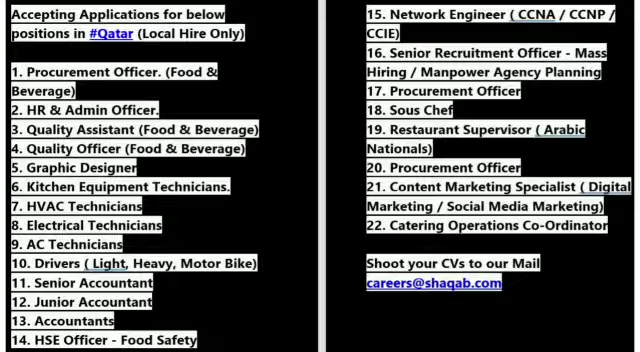 Accepting Applications for below
positions in #Qatar (Local Hire Only)
1. Procurement Officer. (Food &
Beverage)
2. HR & Admin Officer.
3. Quality Assistant (Food & Beverage)
4. Quality Officer (Food & Beverage)
5. Graphic Designer
6. Kitchen Equipment Technicians.
7. HVAC Technicians
8. Electrical Technicians
9. AC Technicians
10. Drivers ( Light, Heavy, Motor Bike)
11. Senior Accountant
12. Junior Accountant
13. Accountants
14. HSE Officer - Food Safety
15. Network Engineer ( CCNA / CCNP /
CCIE)
16. Senior Recruitment Officer - Mass
Hiring / Manpower Agency Planning
17. Procurement Officer
18. Sous Chef
19. Restaurant Supervisor ( Arabic
Nationals)
20. Procurement Officer
21. Content Marketing Specialist ( Digital
Marketing / Social Media Marketing)
22. Catering Operations Co-Ordinator
Shoot your CVs to our Mail
careers@shaqab.com